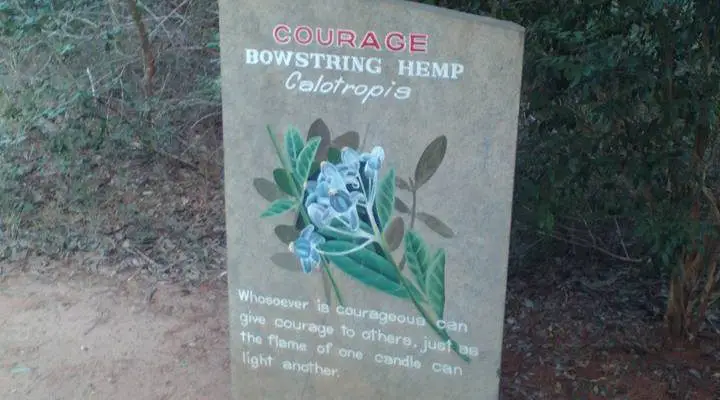 COURAGE
BOWSTRING HEMP
Calotropis
Whosoever is courageous can
give courage to others, just as
the flame of one candle can
light another.